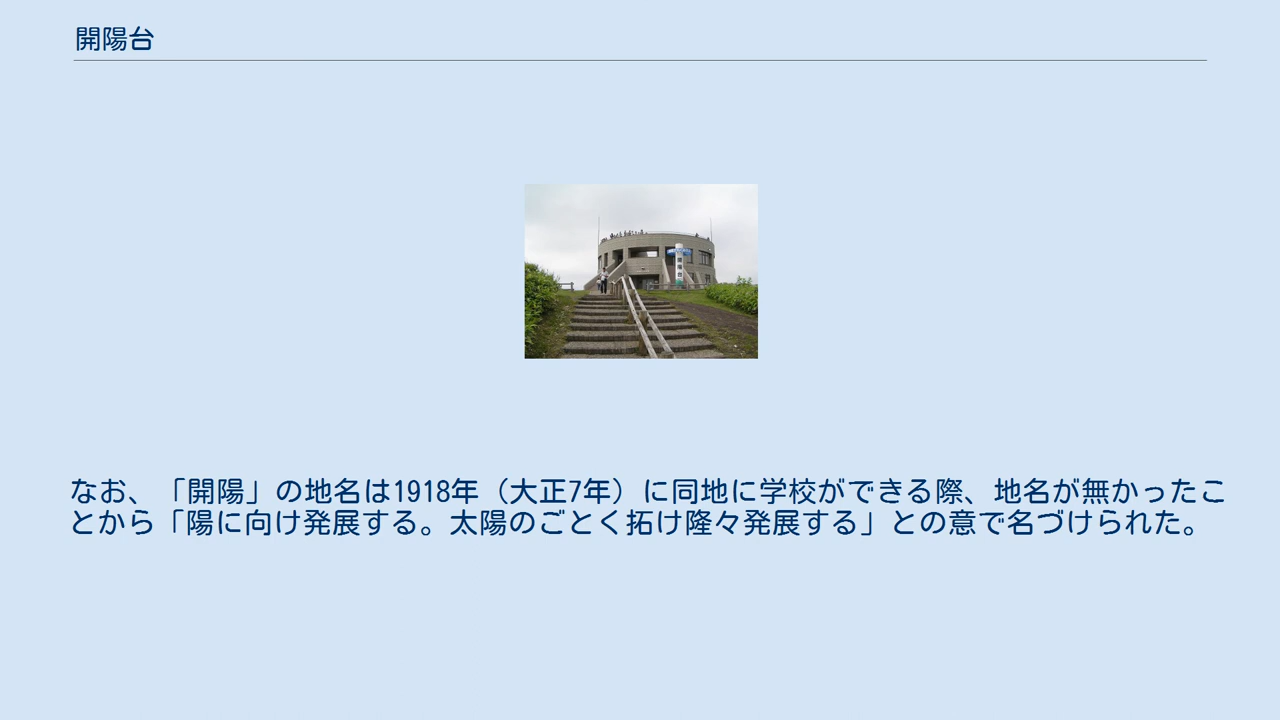 開陽台
開陽台
なお、「開陽」の地名は1918年（大正7年）に同地に学校ができる際、地名が無かったこ
とから「陽に向け発展する。太陽のごとく拓け隆々発展する」との意で名づけられた。